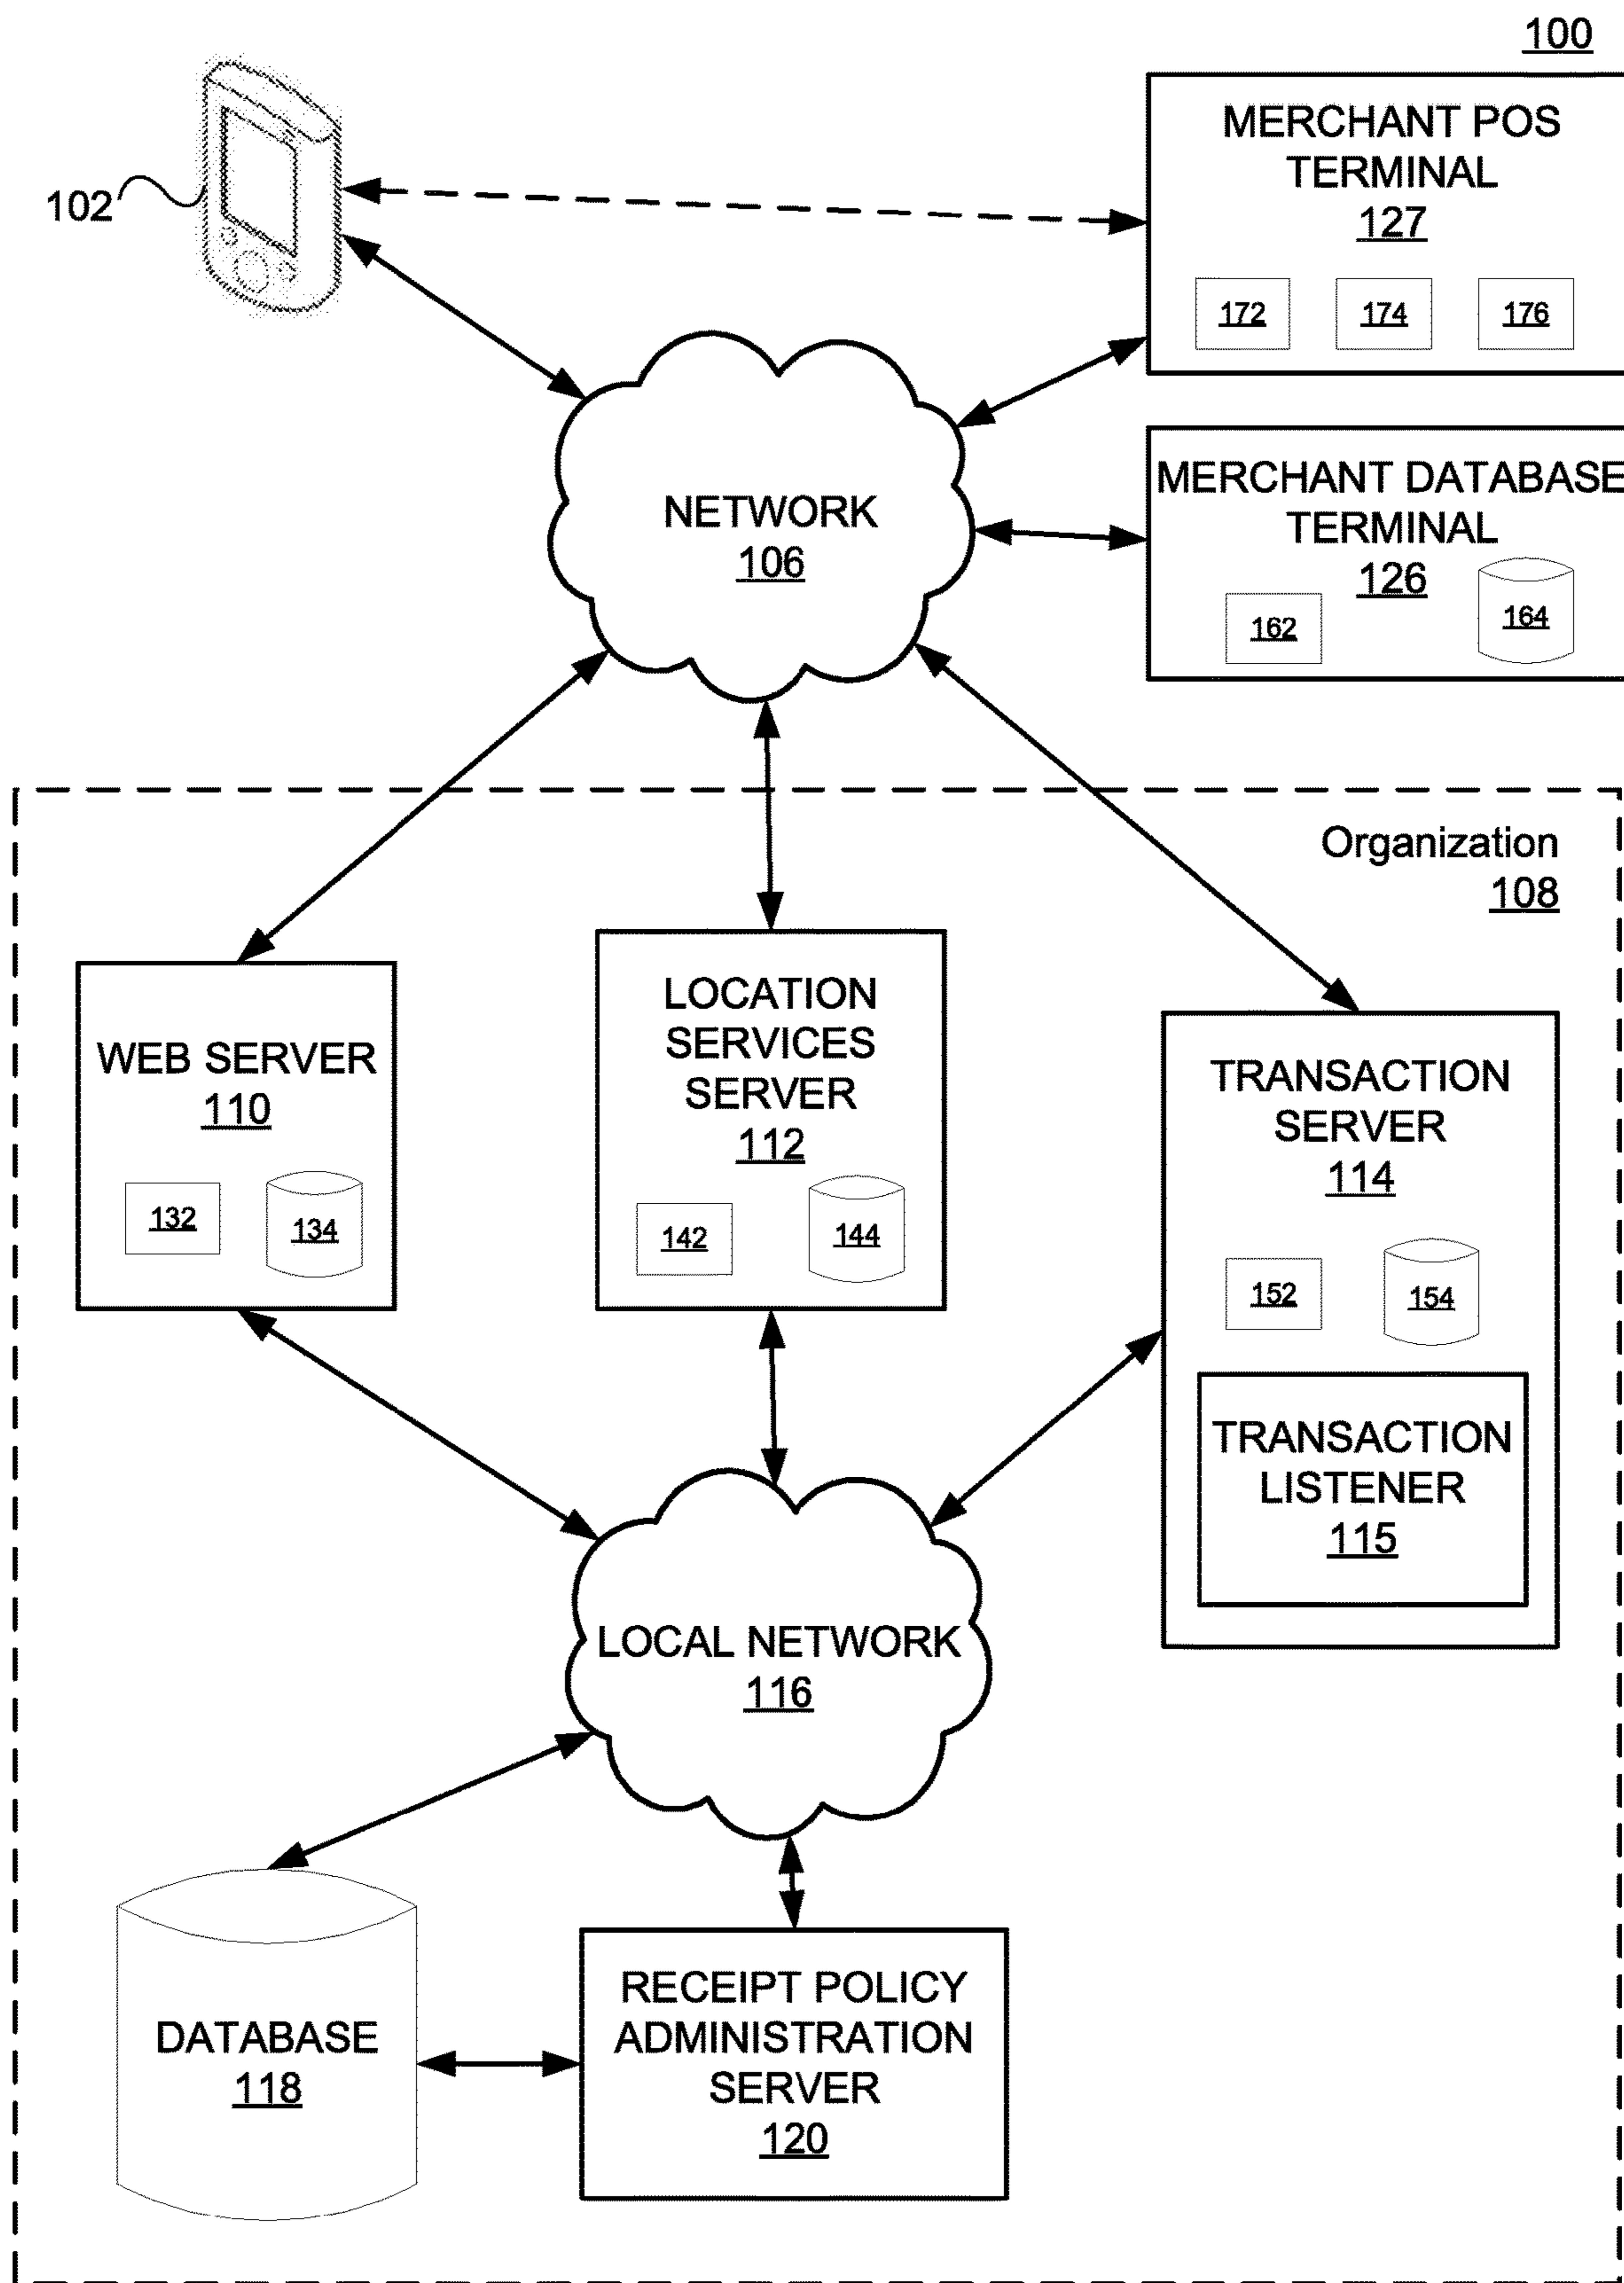 100
MERCHANT POS
TERMINAL
127
172 174 176
102
MERCHANT DATABASE
TERMINAL
126
162 164
NETWORK
106
Organization
108
WEB SERVER
110
132 134
LOCATION
SERVICES
SERVER
112
142 144
TRANSACTION
SERVER
114
152 154
TRANSACTION
LISTENER
115
LOCAL NETWORK
116
DATABASE
118
RECEIPT POLICY
ADMINISTRATION
SERVER
120